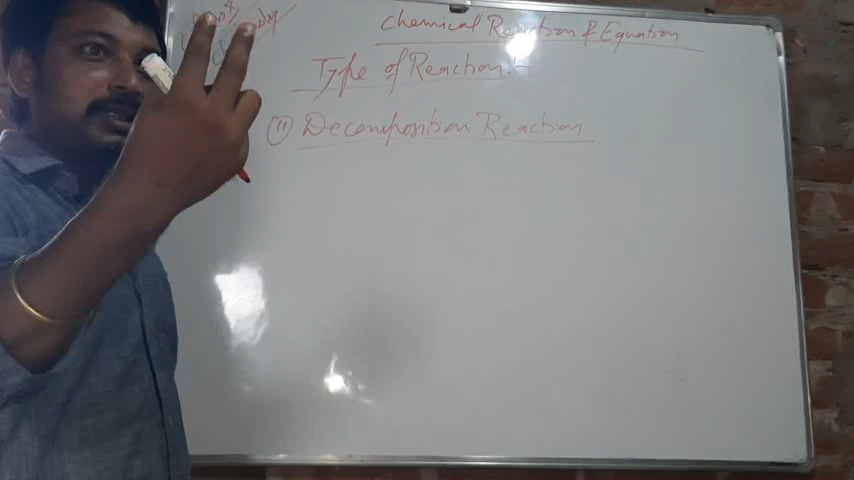 Chemical Reaction & Equation
Type of Reaction :-
(ii) Decomposition Reaction